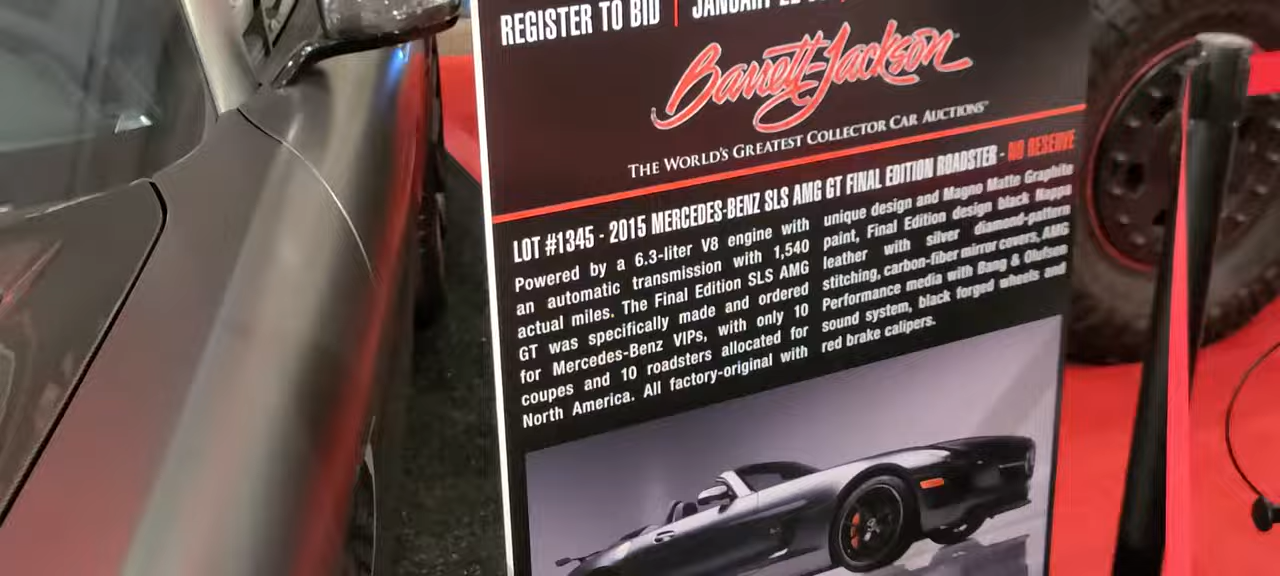 REGISTER TO BID | JANUARY
Barrett-Jackson
THE WORLD'S GREATEST COLLECTOR CAR AUCTIONS™
LOT #1345 - 2015 MERCEDES-BENZ SLS AMG GT FINAL EDITION ROADSTER - NO RESERVE
Powered by a 6.3-liter V8 engine with
an automatic transmission with 1,540
actual miles. The Final Edition SLS AMG
GT was specifically made and ordered
for Mercedes-Benz VIPs, with only 10
coupes and 10 roadsters allocated for
North America. All factory-original with
unique design and Magno Matte Graphite
paint, Final Edition design black Nappa
leather with silver diamond-pattern
stitching, carbon-fiber mirror covers, AMG
Performance media with Bang & Olufsen
sound system, black forged wheels and
red brake calipers.